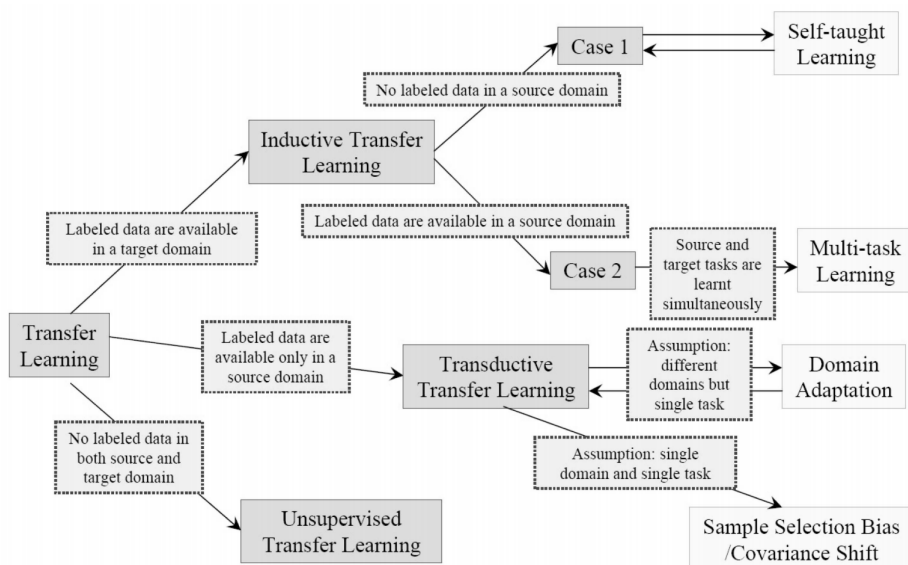 Self-taught
Learning
Case 1
No labeled data in a source domain
Inductive Transfer
Learning
Labeled data are available
in a target domain
Labeled data are available in a source domain
Case 2
Source and
target tasks are
learnt
simultaneously
Multi-task
Learning
Transfer
Learning
Labeled data are
available only in a
source domain
Transductive
Transfer Learning
Assumption:
different
domains but
single task
Domain
Adaptation
No labeled data in
both source and
target domain
Assumption: single
domain and single task
Unsupervised
Transfer Learning
Sample Selection Bias
/Covariance Shift